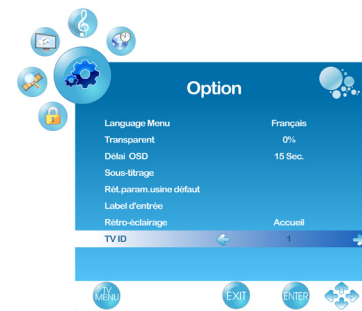 Option
Language Menu Français
Transparent 0%
Délai OSD 15 Sec.
Sous-titrage
Rét.param.usine défaut
Label d'entrée
Rétro-éclairage Accueil
TV ID 1
TV
MENU
EXIT
ENTER